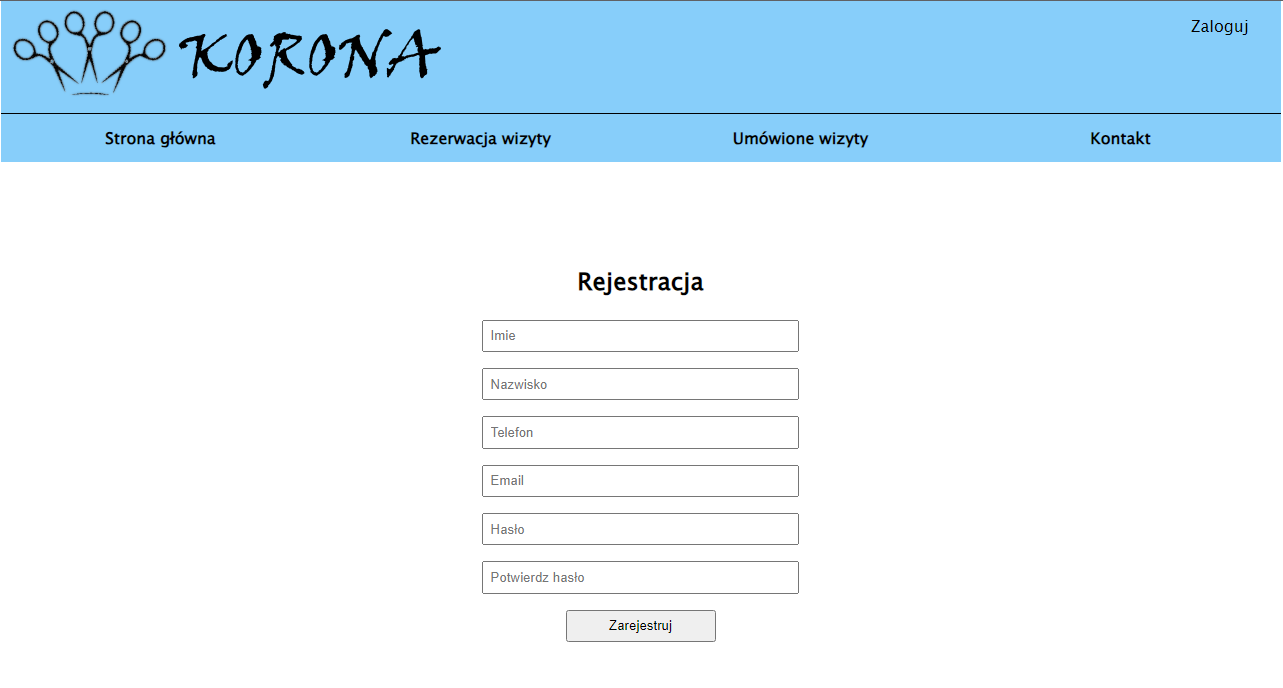 KORONA
Zaloguj
Strona główna Rezerwacja wizyty Umówione wizyty Kontakt
Rejestracja
Imie
Nazwisko
Telefon
Email
Hasło
Potwierdz hasło
Zarejestruj